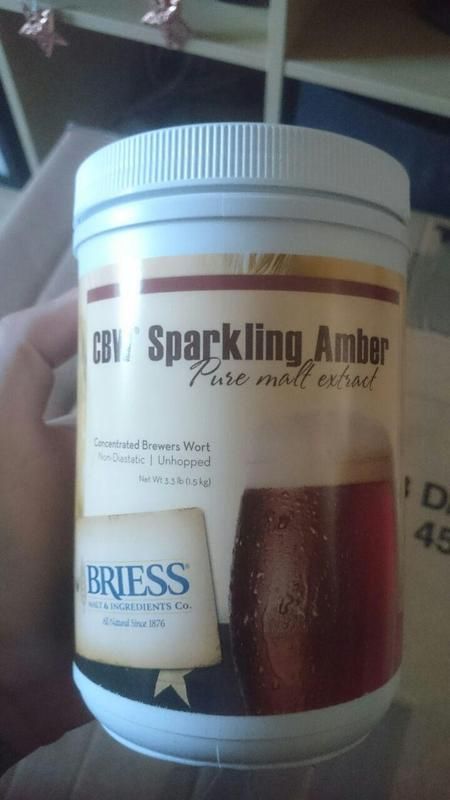 CBW® Sparkling Amber
Pure malt extract
Concentrated Brewers Wort
Non-Diastatic | Unhopped
Net Wt 3.3 lb (1.5 kg)
BRIESS®
MALT & INGREDIENTS Co.
All Natural Since 1876
45